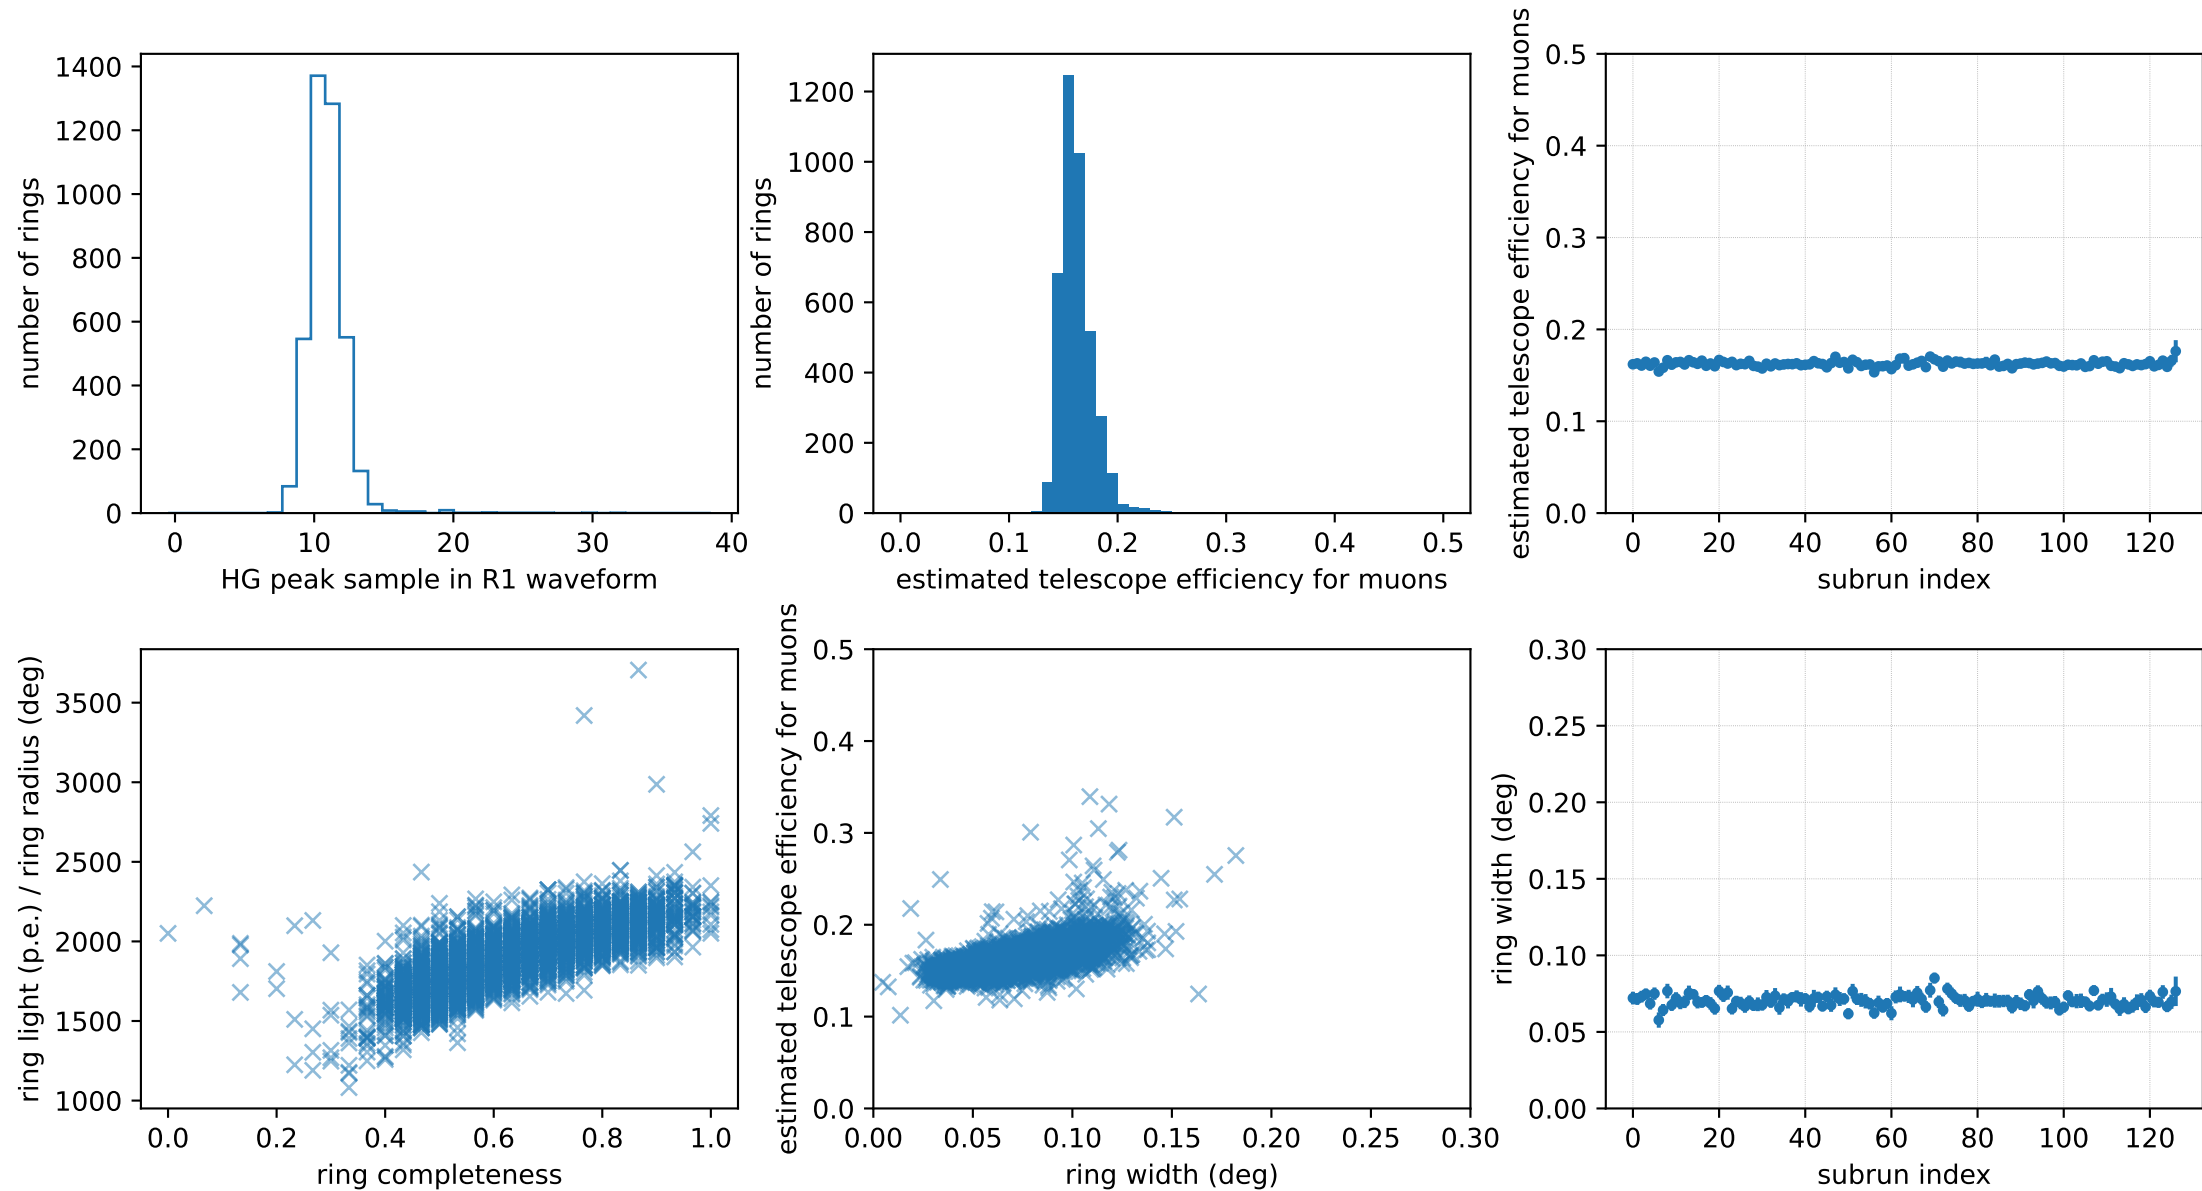 1400
1200
1000
800
600
400
200
0
number of rings
0 10 20 30 40
HG peak sample in R1 waveform
1200
1000
800
600
400
200
0
number of rings
0.0 0.1 0.2 0.3 0.4 0.5
estimated telescope efficiency for muons
0.5
0.4
0.3
0.2
0.1
0.0
estimated telescope efficiency for muons
0 20 40 60 80 100 120
subrun index
3500
3000
2500
2000
1500
1000
ring light (p.e.) / ring radius (deg)
0.0 0.2 0.4 0.6 0.8 1.0
ring completeness
0.5
0.4
0.3
0.2
0.1
0.0
estimated telescope efficiency for muons
0.00 0.05 0.10 0.15 0.20 0.25 0.30
ring width (deg)
0.30
0.25
0.20
0.15
0.10
0.05
0.00
ring width (deg)
0 20 40 60 80 100 120
subrun index